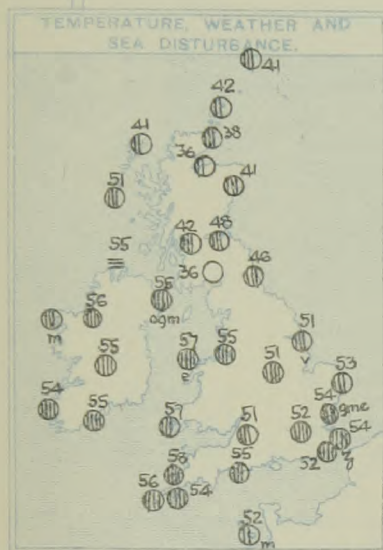 TEMPERATURE, WEATHER AND
SEA DISTURBANCE.
41
42
38
41
36
41
51
42 48
55
36 46
55
ogm
56
m
57 55
51
v
55
51
53
54
gme
54 55
57 51 52 54
52 z
58
55
56 54
52
m